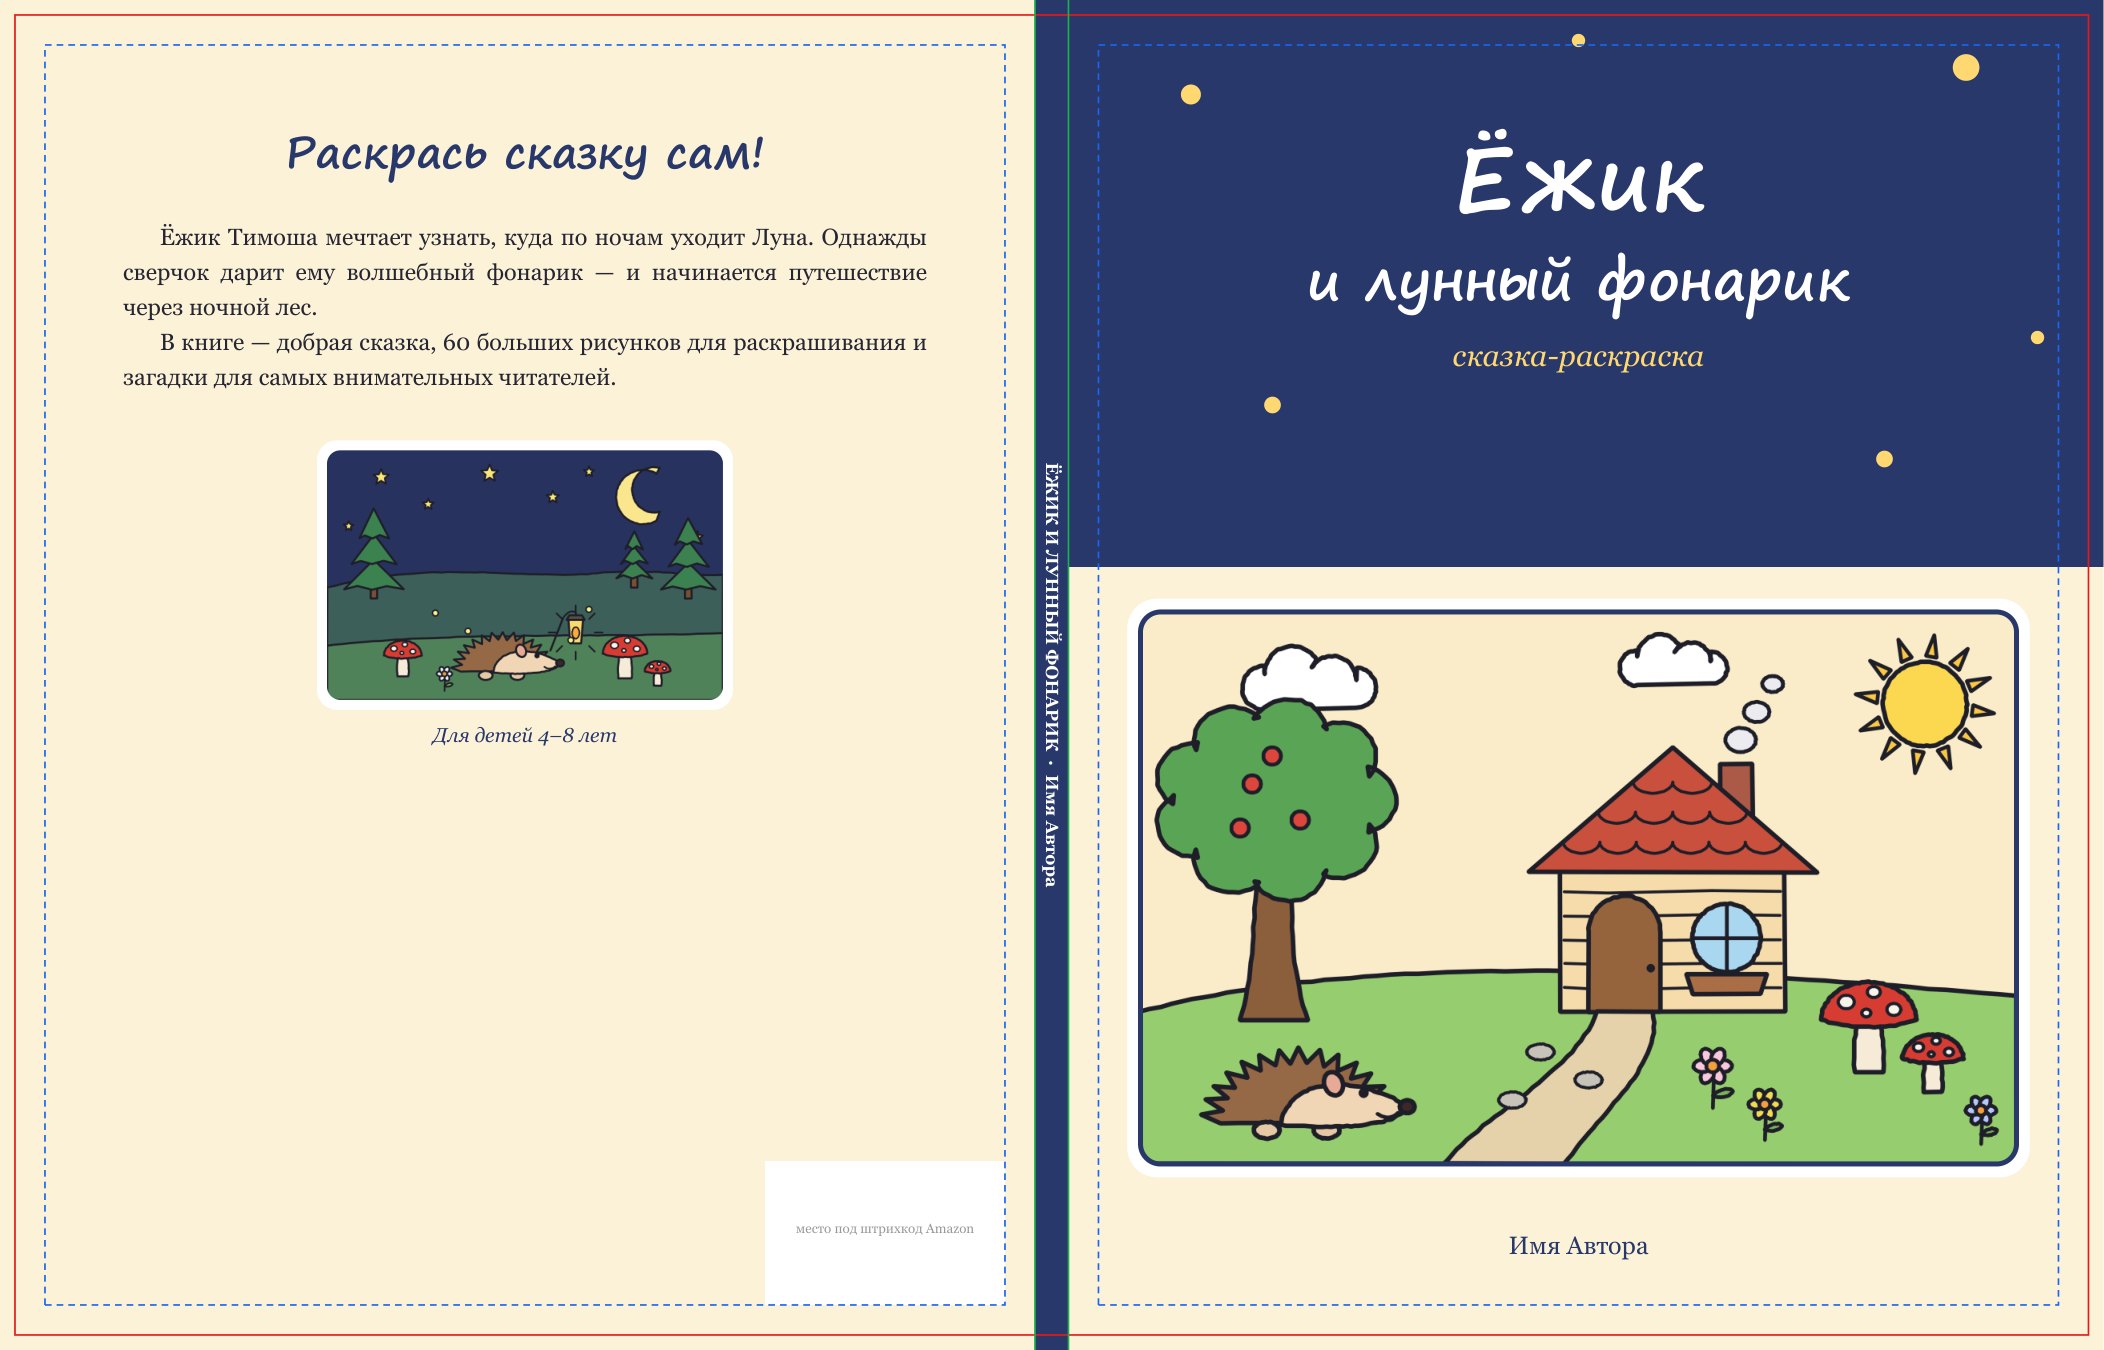 Раскрась сказку сам!
Ёжик Тимоша мечтает узнать, куда по ночам уходит Луна. Однажды
сверчок дарит ему волшебный фонарик — и начинается путешествие
через ночной лес.
В книге — добрая сказка, 60 больших рисунков для раскрашивания и
загадки для самых внимательных читателей.
Для детей 4–8 лет
место под штрихкод Amazon
ЁЖИК И ЛУННЫЙ ФОНАРИК · Имя Автора
Ёжик
и лунный фонарик
сказка-раскраска
Имя Автора